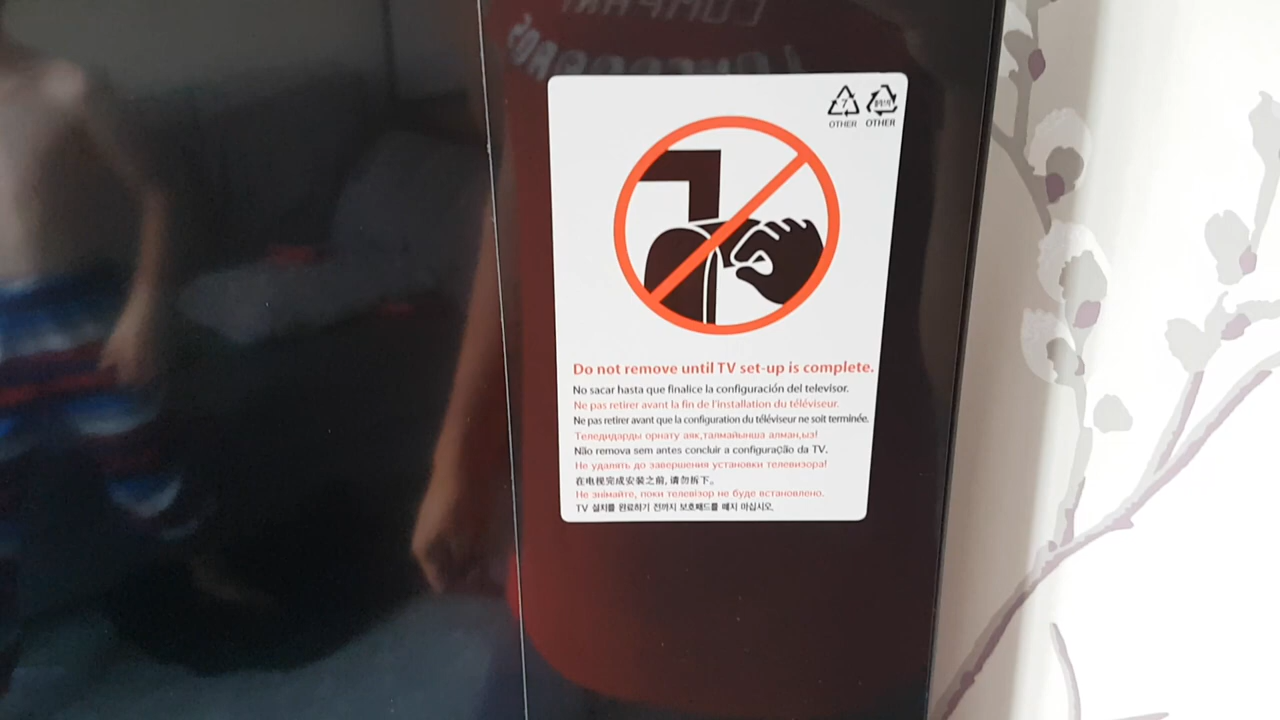 7
OTHER OTHER
Do not remove until TV set-up is complete.
No sacar hasta que finalice la configuración del televisor.
Ne pas retirer avant la fin de l'installation du téléviseur.
Ne pas retirer avant que la configuration du téléviseur ne soit terminée.
Теледидарды орнату аяк,талмайынша алман,ыз!
Não remova sem antes concluir a configuração da TV.
Не удалять до завершения установки телевизора!
在电视完成安装之前, 请勿拆下。
Не знімайте, поки телевізор не буде встановлено.
TV 설치를 완료하기 전까지 보호패드를 떼지 마십시오.